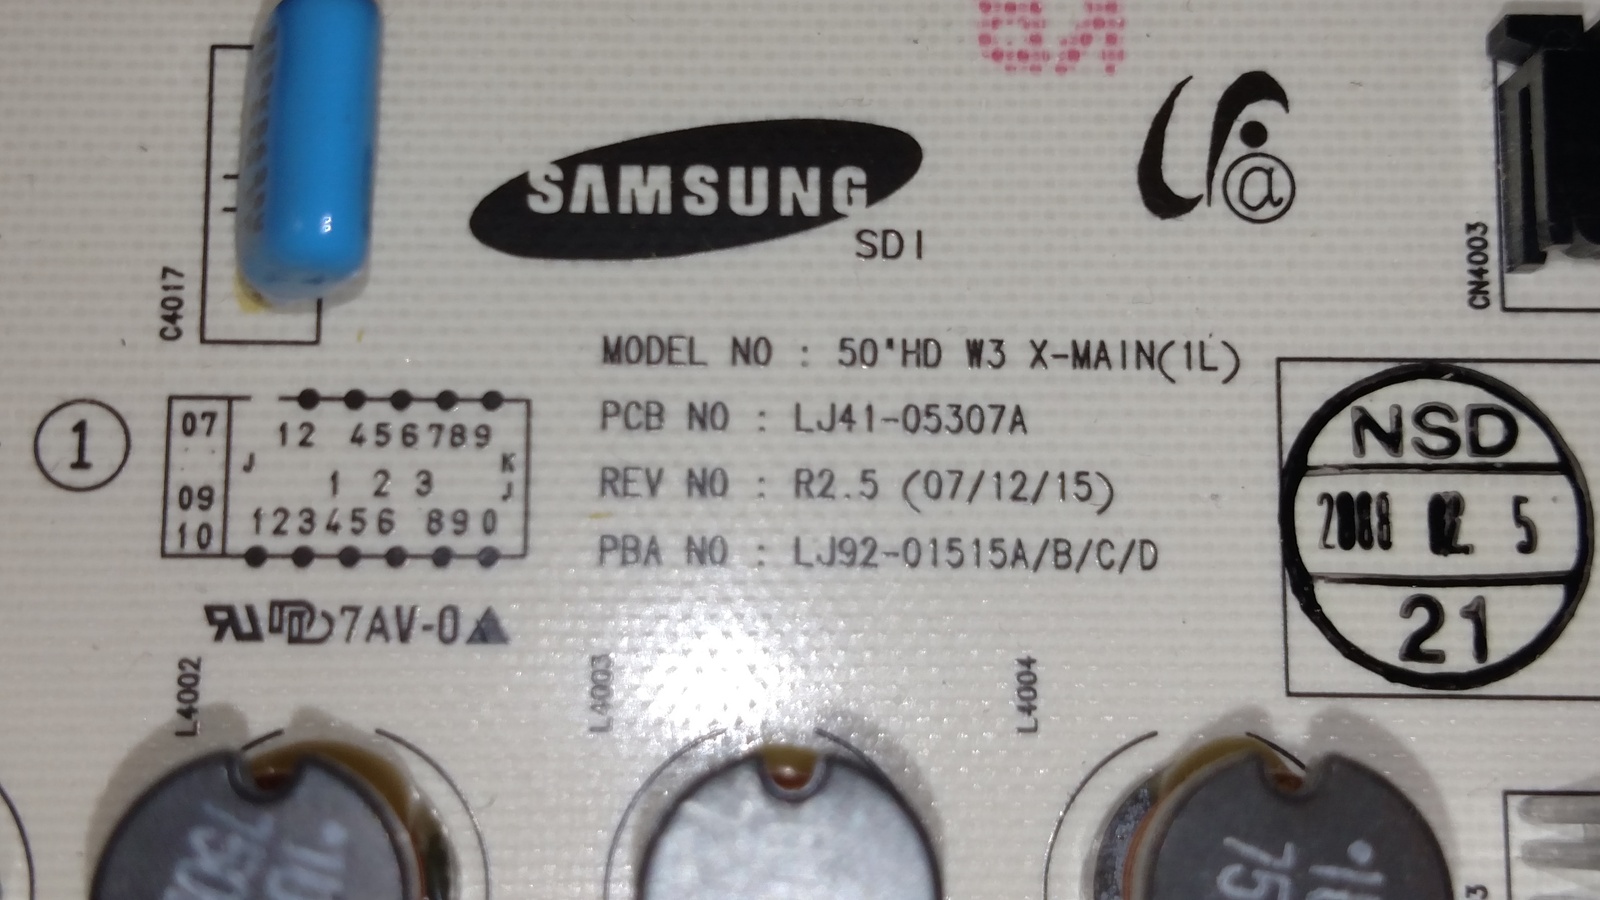 SAMSUNG
SDI
@
C4017
CN4003
MODEL NO : 50"HD W3 X-MAIN(1L)
PCB NO : LJ41-05307A
REV NO : R2.5 (07/12/15)
PBA NO : LJ92-01515A/B/C/D
1
07
09
10
12 456789
J K
1 2 3 J
123456 890
7AV-0
NSD
5
21
L4002
L4003
L4004